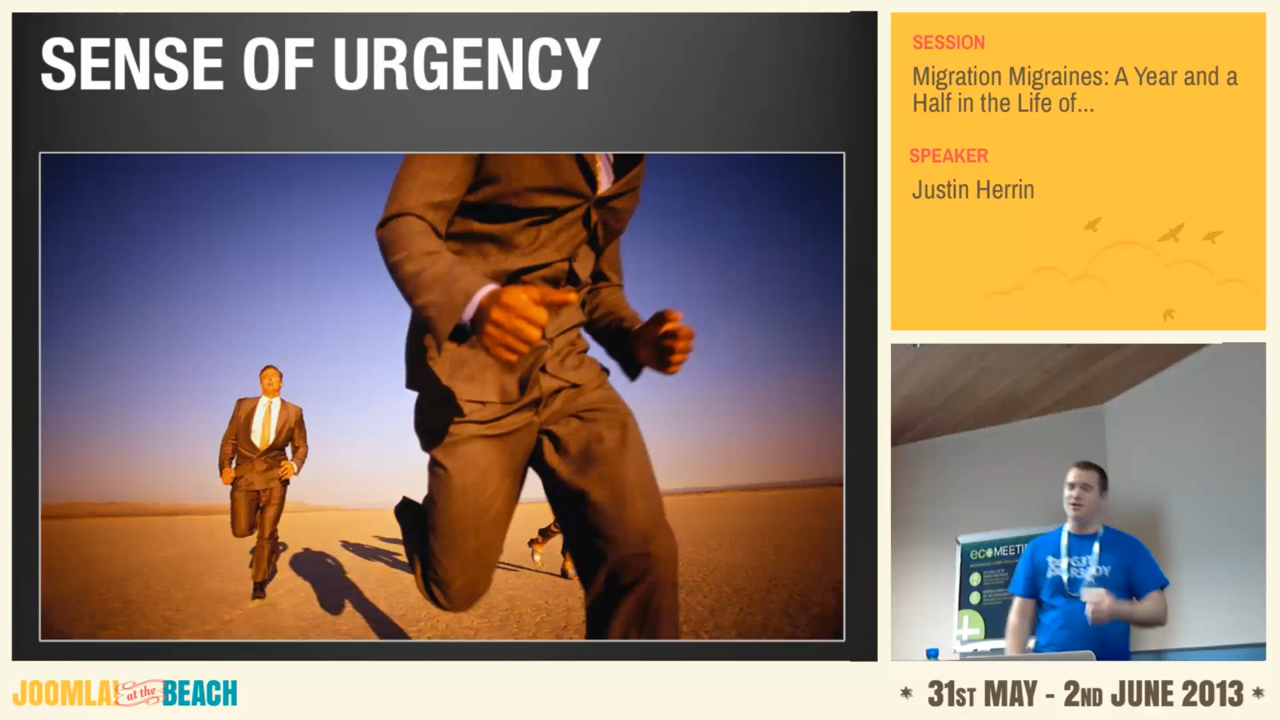 SENSE OF URGENCY
SESSION
Migration Migraines: A Year and a
Half in the Life of...
SPEAKER
Justin Herrin
JOOMLA! at the BEACH
* 31ST MAY - 2ND JUNE 2013 *